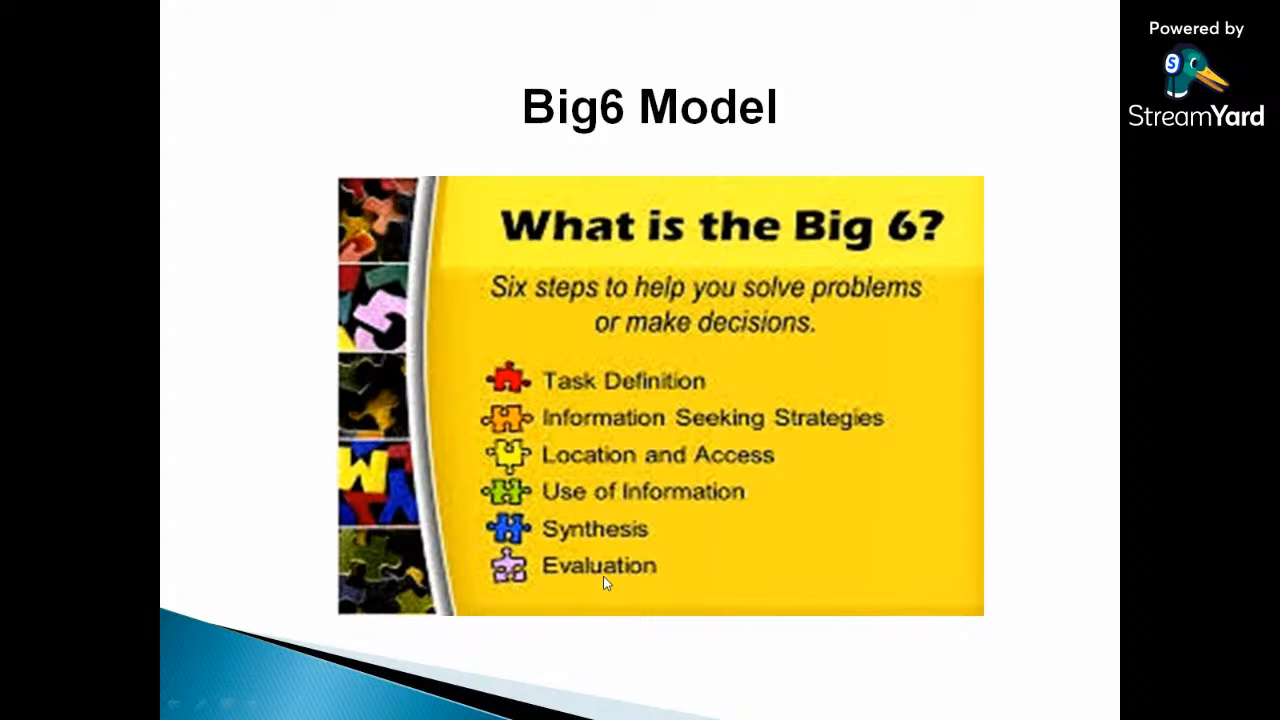 Powered by
StreamYard
Big6 Model
What is the Big 6?
Six steps to help you solve problems
or make decisions.
Task Definition
Information Seeking Strategies
Location and Access
Use of Information
Synthesis
Evaluation